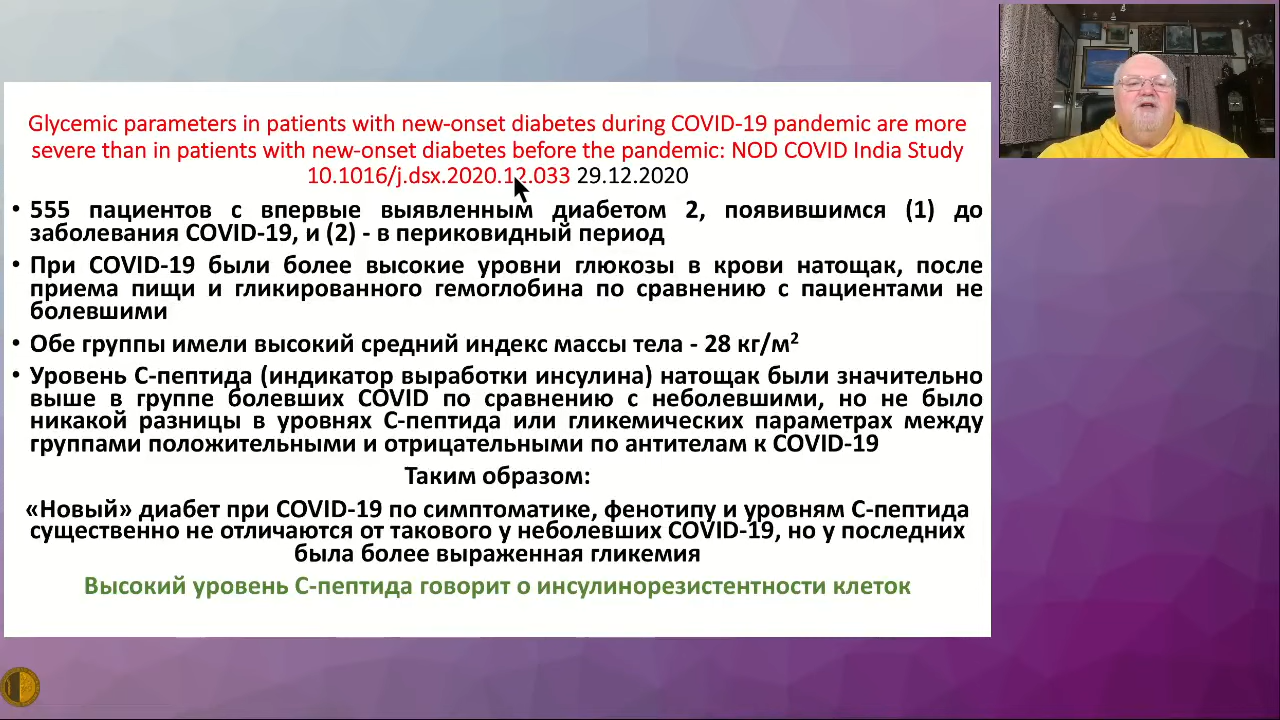 Glycemic parameters in patients with new-onset diabetes during COVID-19 pandemic are more
severe than in patients with new-onset diabetes before the pandemic: NOD COVID India Study
10.1016/j.dsx.2020.12.033 29.12.2020
• 555 пациентов с впервые выявленным диабетом 2, появившимся (1) до
заболевания COVID-19, и (2) - в периковидный период
• При COVID-19 были более высокие уровни глюкозы в крови натощак, после
приема пищи и гликированного гемоглобина по сравнению с пациентами не
болевшими
• Обе группы имели высокий средний индекс массы тела - 28 кг/м²
• Уровень С-пептида (индикатор выработки инсулина) натощак были значительно
выше в группе болевших COVID по сравнению с неболевшими, но не было
никакой разницы в уровнях С-пептида или гликемических параметрах между
группами положительными и отрицательными по антителам к COVID-19
Таким образом:
«Новый» диабет при COVID-19 по симптоматике, фенотипу и уровням С-пептида
существенно не отличаются от такового у неболевших COVID-19, но у последних
была более выраженная гликемия
Высокий уровень С-пептида говорит о инсулинорезистентности клеток